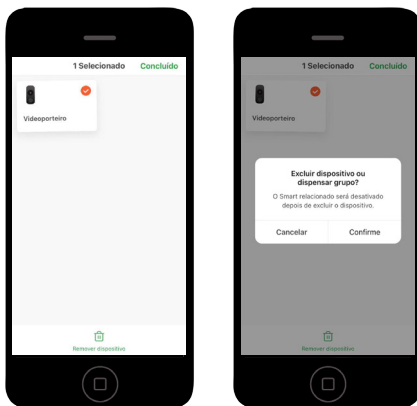 1 Selecionado Concluído
Videoporteiro
Remover dispositivo
1 Selecionado Concluído
Videoporteiro
Excluir dispositivo ou
dispensar grupo?
O Smart relacionado será desativado
depois de excluir o dispositivo.
Cancelar Confirme
Remover dispositivo